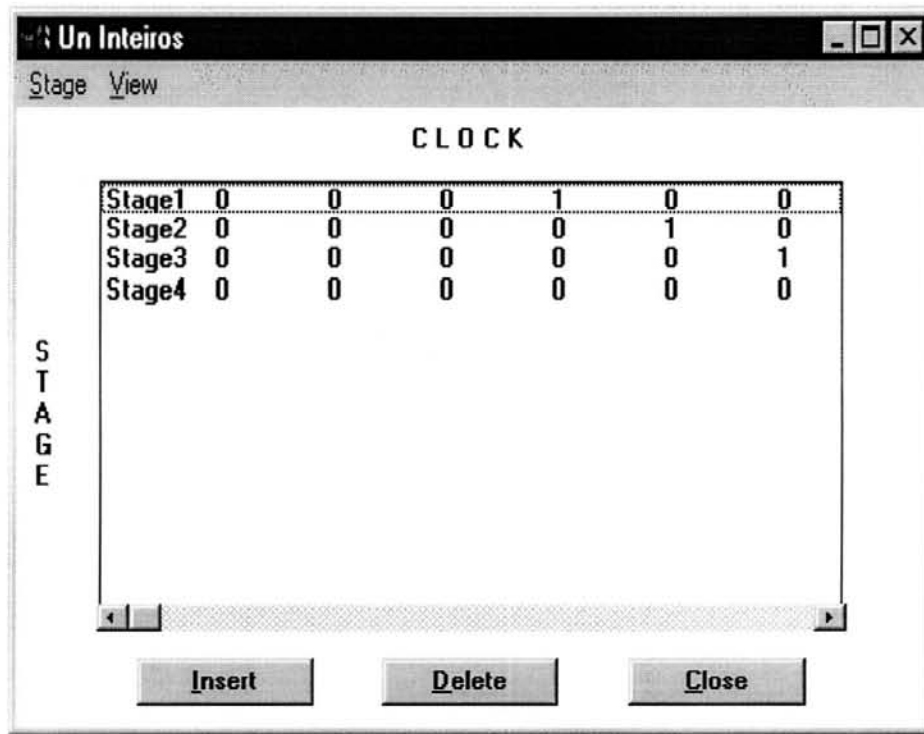 Un Inteiros
Stage View
CLOCK
Stage1 0 0 0 1 0 0
Stage2 0 0 0 0 1 0
Stage3 0 0 0 0 0 1
Stage4 0 0 0 0 0 0
STAGE
Insert Delete Close